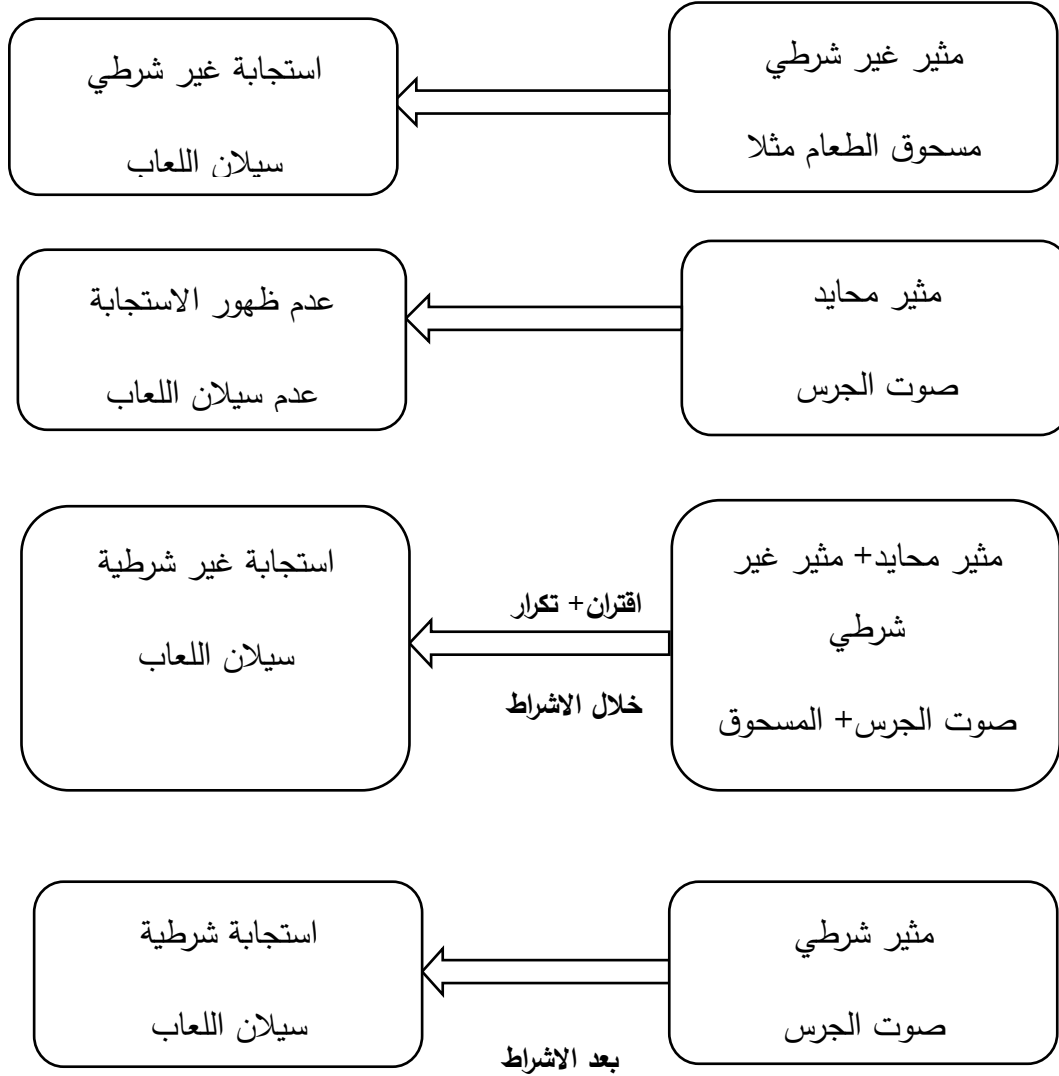 مثير غير شرطي
مسحوق الطعام مثلا
استجابة غير شرطي
سيلان اللعاب
مثير محايد
صوت الجرس
عدم ظهور الاستجابة
عدم سيلان اللعاب
مثير محايد+ مثير غير
شرطي
صوت الجرس+ المسحوق
اقتران+ تكرار
خلال الاشراط
استجابة غير شرطية
سيلان اللعاب
مثير شرطي
صوت الجرس
بعد الاشراط
استجابة شرطية
سيلان اللعاب